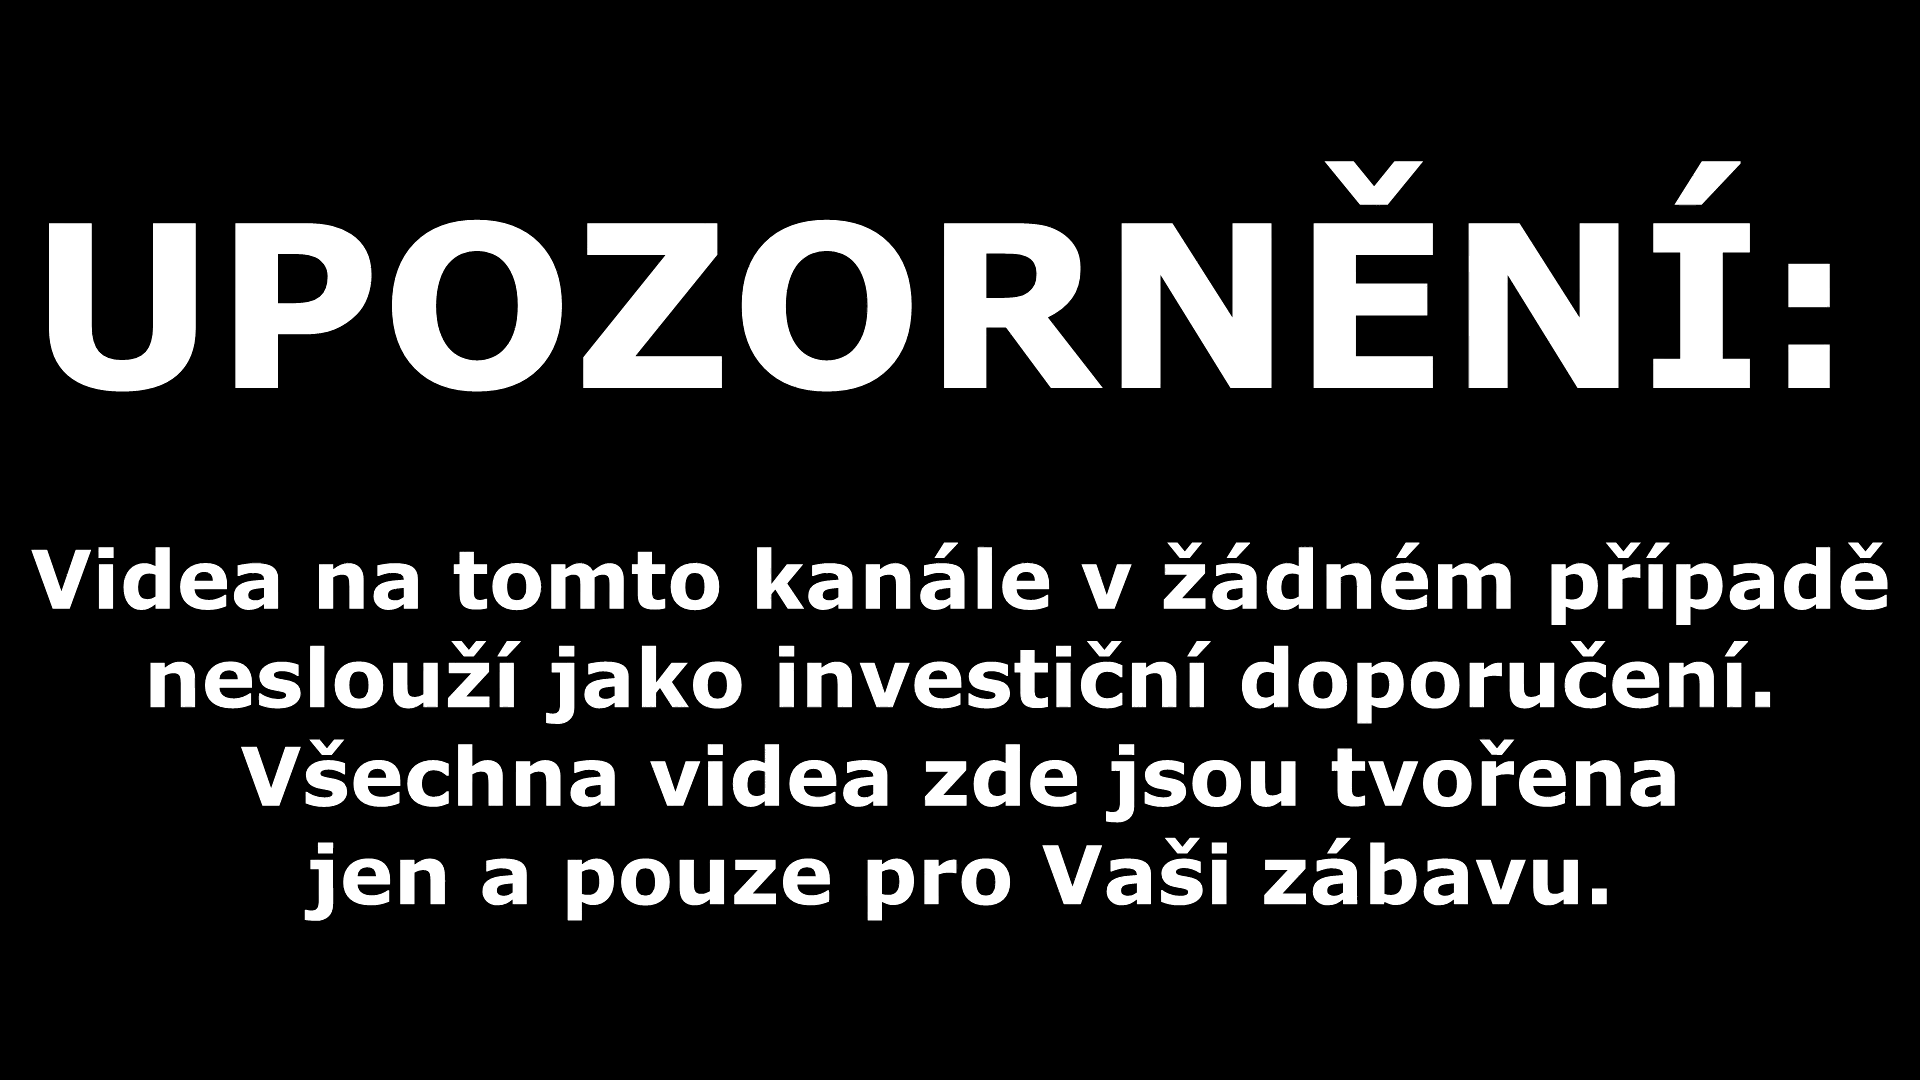 UPOZORNĚNÍ:
Videa na tomto kanále v žádném případě
neslouží jako investiční doporučení.
Všechna videa zde jsou tvořena
jen a pouze pro Vaši zábavu.